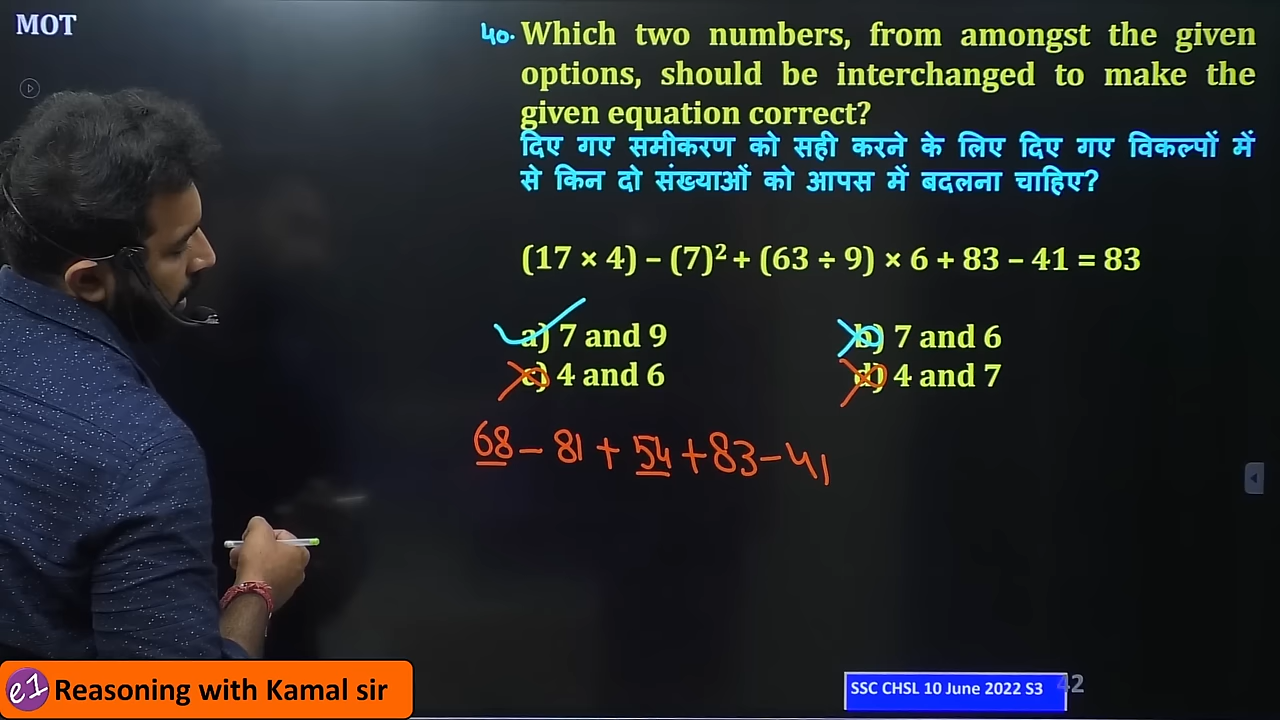 MOT
40. Which two numbers, from amongst the given
options, should be interchanged to make the
given equation correct?
दिए गए समीकरण को सही करने के लिए दिए गए विकल्पों में
से किन दो संख्याओं को आपस में बदलना चाहिए?
(17 × 4) – (7)² + (63 ÷ 9) × 6 + 83 – 41 = 83
a) 7 and 9
b) 7 and 6
c) 4 and 6
d) 4 and 7
68 – 81 + 54 + 83 – 41
e1 Reasoning with Kamal sir
SSC CHSL 10 June 2022 S3
42